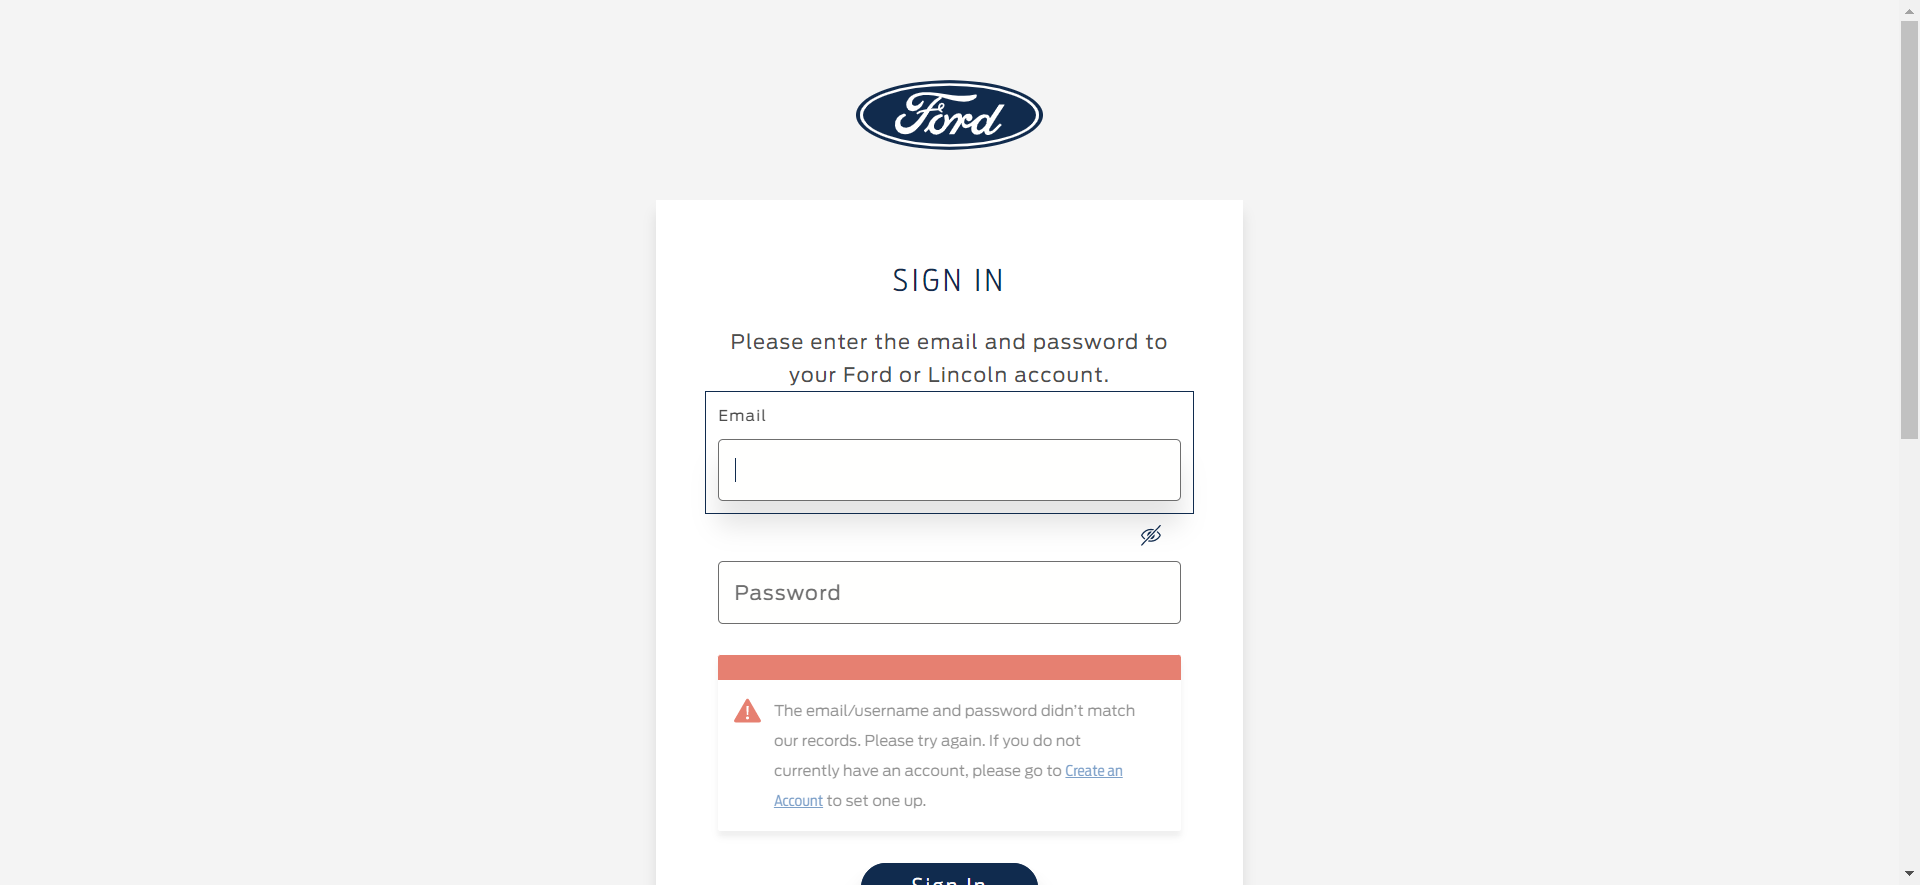 Ford
SIGN IN
Please enter the email and password to
your Ford or Lincoln account.
Email
Password
The email/username and password didn't match
our records. Please try again. If you do not
currently have an account, please go to Create an
Account to set one up.
Sign In